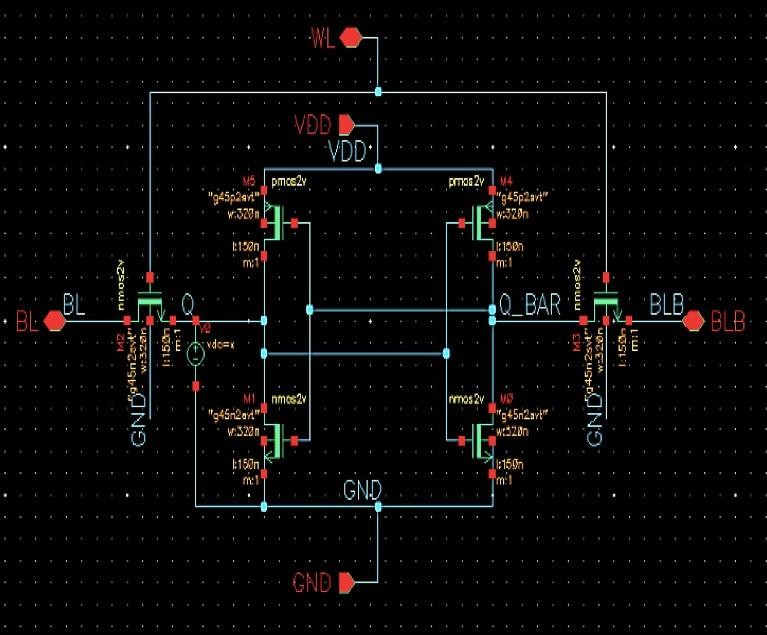 WL
VDD
VDD
M5 pmos2v
"g45p2svt"
w:320n
l:150n
m:1
pmos2v M4
"g45p2svt"
w:320n
l:150n
m:1
BL
BL
nmos2v
M2
"g45n2svt"
w:320n
l:150n
m:1
GND
Q
V0
vdc=x
Q_BAR
nmos2v
M3
"g45n2svt"
w:320n
l:150n
m:1
GND
BLB
BLB
M1 nmos2v
"g45n2svt"
w:320n
l:150n
m:1
nmos2v M0
"g45n2svt"
w:320n
l:150n
m:1
GND
GND